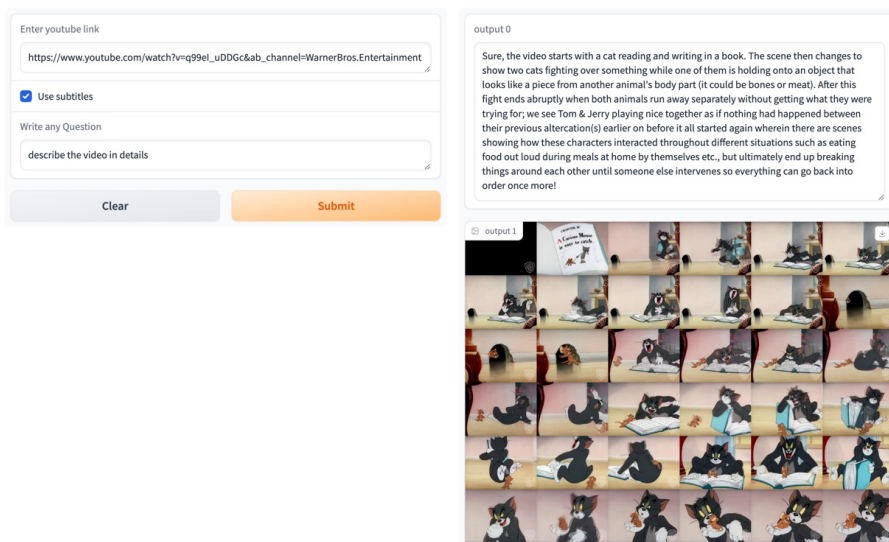 Enter youtube link
https://www.youtube.com/watch?v=q99eI_uDDGc&ab_channel=WarnerBros.Entertainment
Use subtitles
Write any Question
describe the video in details
Clear
Submit
output 0
Sure, the video starts with a cat reading and writing in a book. The scene then changes to
show two cats fighting over something while one of them is holding onto an object that
looks like a piece from another animal's body part (it could be bones or meat). After this
fight ends abruptly when both animals run away separately without getting what they were
trying for; we see Tom & Jerry playing nice together as if nothing had happened between
their previous altercation(s) earlier on before it all started again wherein there are scenes
showing how these characters interacted throughout different situations such as eating
food out loud during meals at home by themselves etc., but ultimately end up breaking
things around each other until someone else intervenes so everything can go back into
order once more!
output 1
A Curious Mouse
is easy to catch.